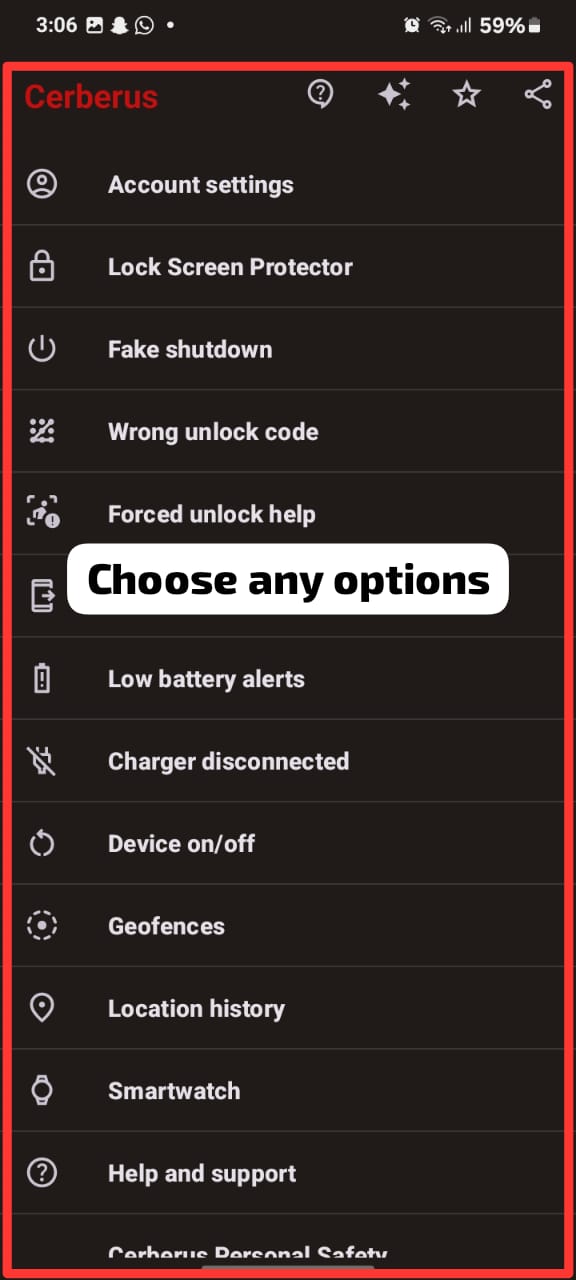 3:06 59%
Cerberus
Account settings
Lock Screen Protector
Fake shutdown
Wrong unlock code
Forced unlock help
Choose any options
Low battery alerts
Charger disconnected
Device on/off
Geofences
Location history
Smartwatch
Help and support
Cerberus Personal Safety